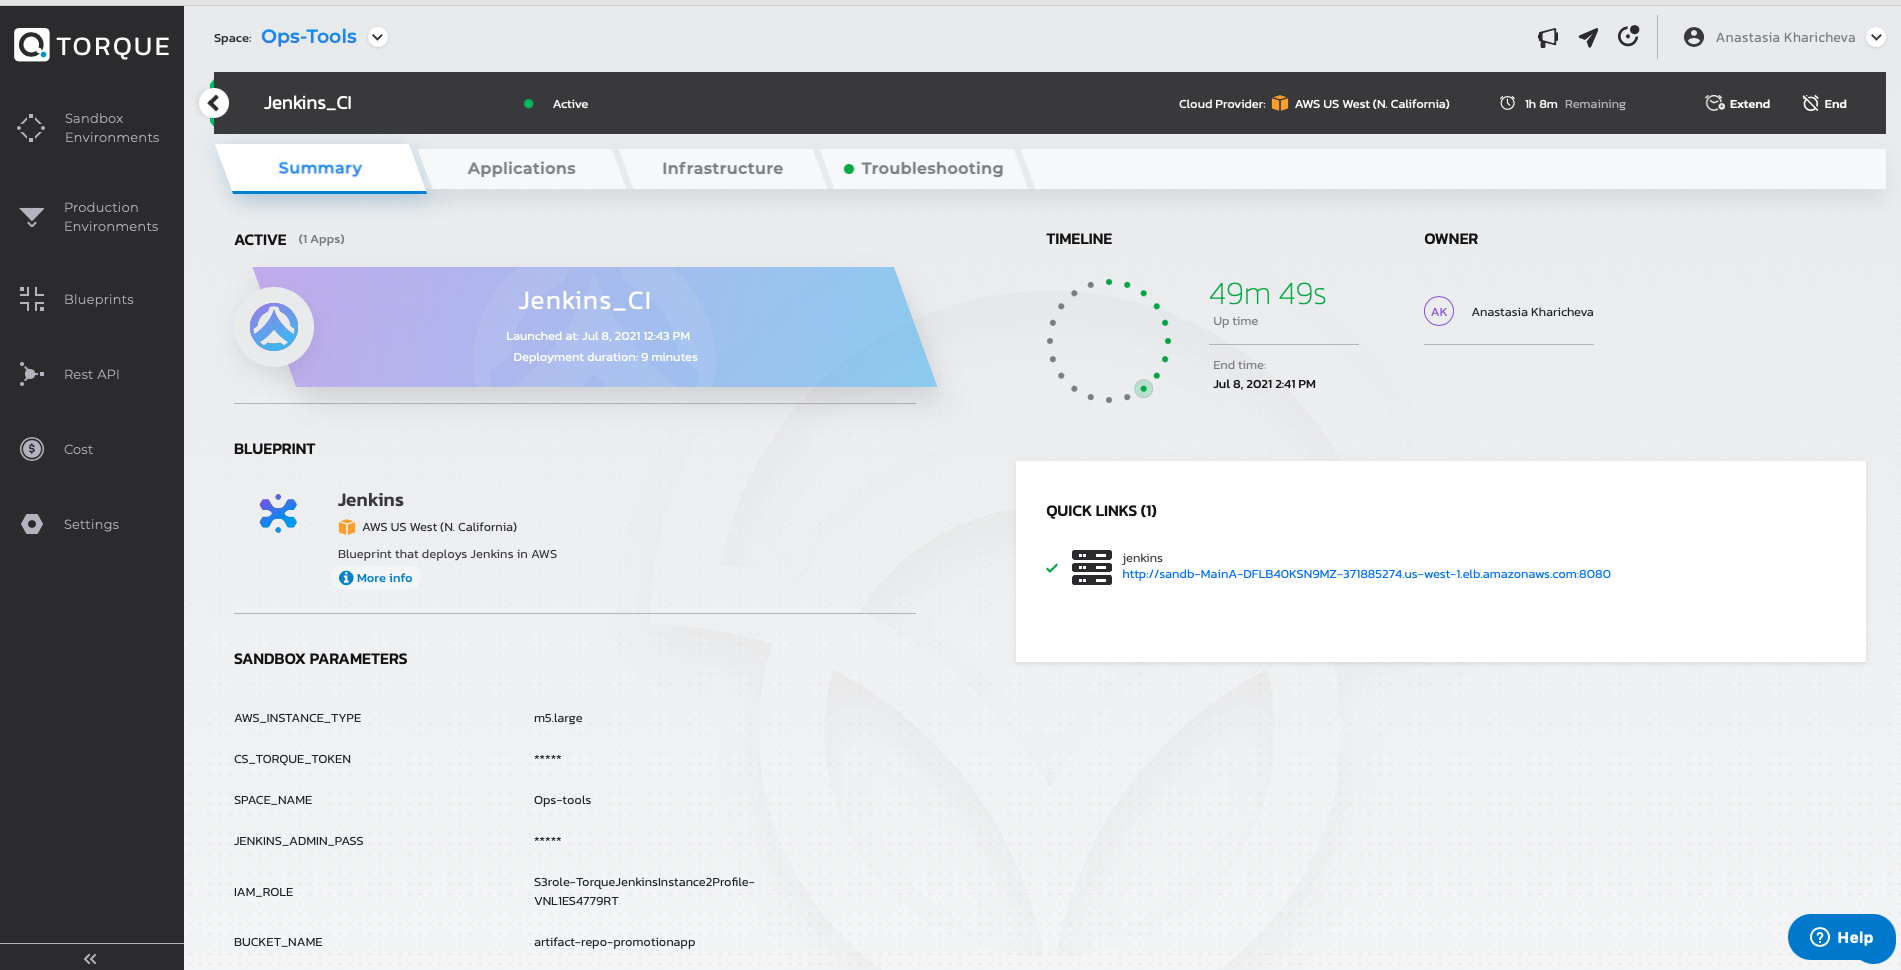 TORQUE
Space: Ops-Tools
Anastasia Kharicheva
Sandbox
Environments
Production
Environments
Blueprints
Rest API
Cost
$
Settings
Jenkins_CI
Active
Cloud Provider: AWS US West (N. California)
1h 8m Remaining
Extend
End
Summary
Applications
Infrastructure
Troubleshooting
ACTIVE (1 Apps)
Jenkins_CI
Launched at: Jul 8, 2021 12:43 PM
Deployment duration: 9 minutes
TIMELINE
49m 49s
Up time
End time:
Jul 8, 2021 2:41 PM
OWNER
AK
Anastasia Kharicheva
BLUEPRINT
Jenkins
AWS US West (N. California)
Blueprint that deploys Jenkins in AWS
More info
QUICK LINKS (1)
jenkins
http://sandb-MainA-DFLB40KSN9MZ-371885274.us-west-1.elb.amazonaws.com:8080
SANDBOX PARAMETERS
AWS_INSTANCE_TYPE m5.large
CS_TORQUE_TOKEN *****
SPACE_NAME Ops-tools
JENKINS_ADMIN_PASS *****
IAM_ROLE S3role-TorqueJenkinsInstance2Profile-
VNL1ES4779RT
BUCKET_NAME artifact-repo-promotionapp
Help